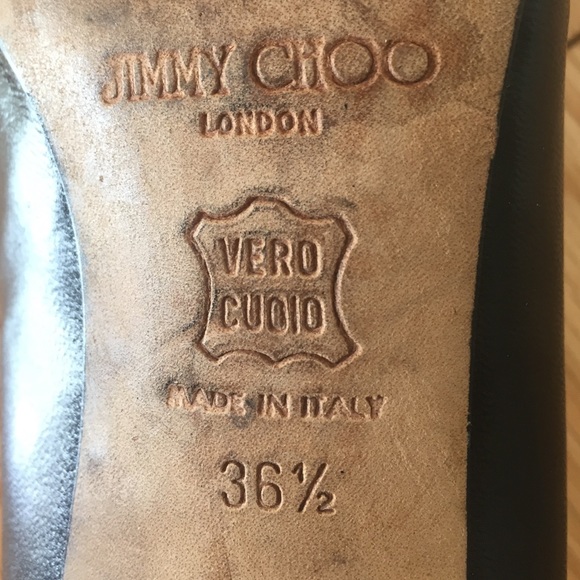 JIMMY CHOO
LONDON
VERO
CUOIO
MADE IN ITALY
36½